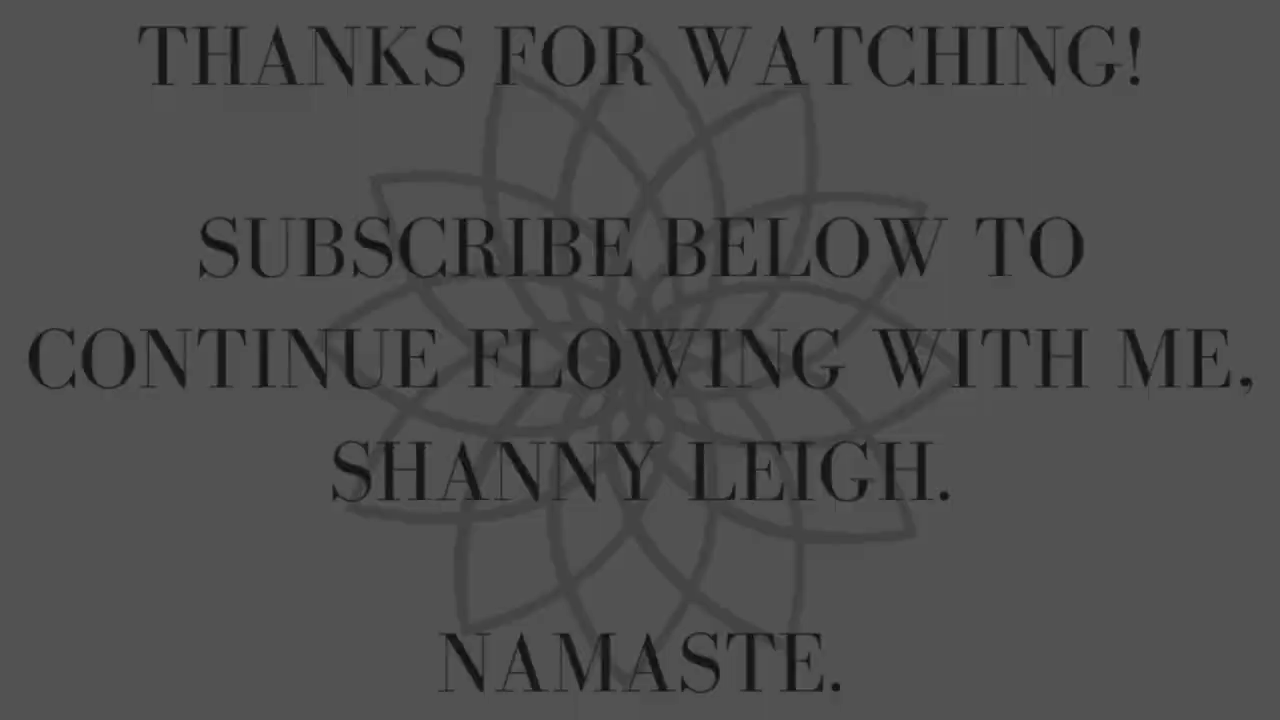 THANKS FOR WATCHING!
SUBSCRIBE BELOW TO
CONTINUE FLOWING WITH ME,
SHANNY LEIGH.
NAMASTE.